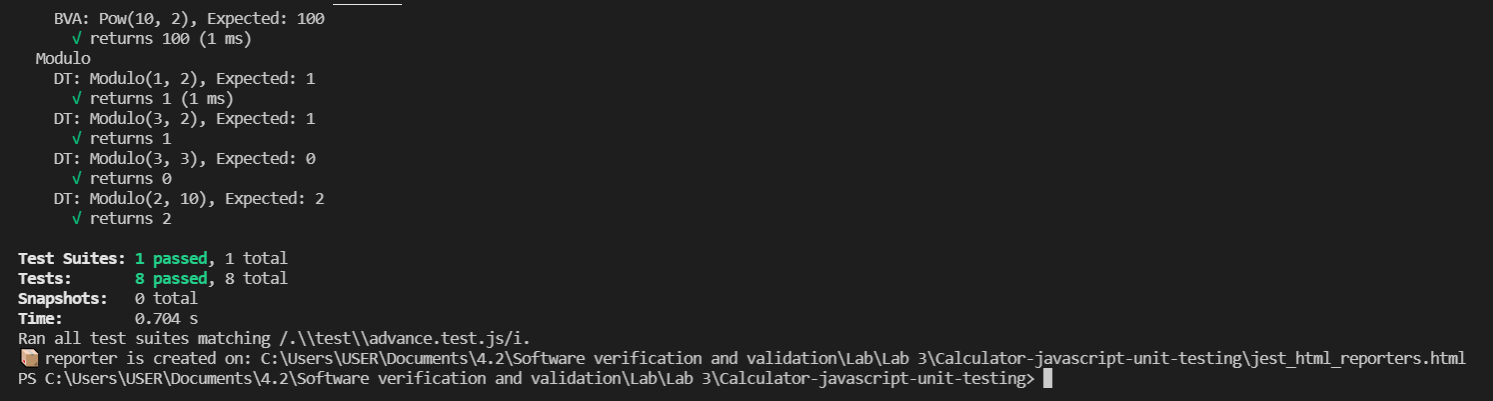 BVA: Pow(10, 2), Expected: 100
√ returns 100 (1 ms)
Modulo
DT: Modulo(1, 2), Expected: 1
√ returns 1 (1 ms)
DT: Modulo(3, 2), Expected: 1
√ returns 1
DT: Modulo(3, 3), Expected: 0
√ returns 0
DT: Modulo(2, 10), Expected: 2
√ returns 2
Test Suites: 1 passed, 1 total
Tests:       8 passed, 8 total
Snapshots:   0 total
Time:        0.704 s
Ran all test suites matching /.\\test\\advance.test.js/i.
📦 reporter is created on: C:\Users\USER\Documents\4.2\Software verification and validation\Lab\Lab 3\Calculator-javascript-unit-testing\jest_html_reporters.html
PS C:\Users\USER\Documents\4.2\Software verification and validation\Lab\Lab 3\Calculator-javascript-unit-testing>